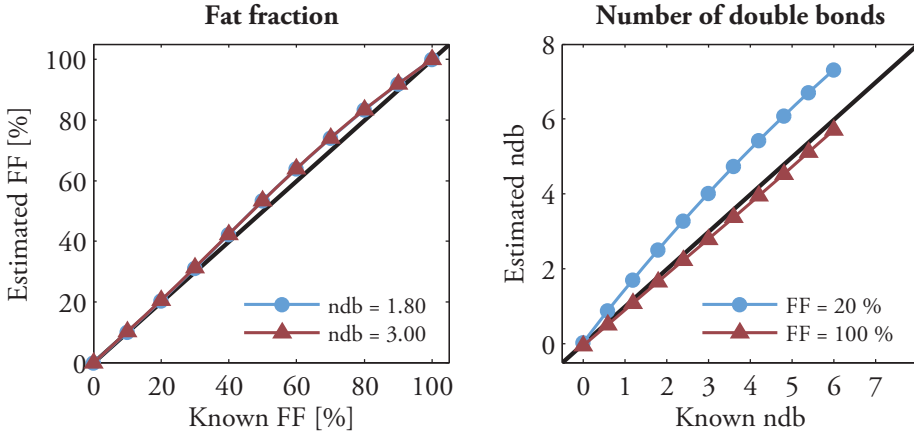 Fat fraction
Estimated FF [%]
100
80
60
40
20
0
ndb = 1.80
ndb = 3.00
0 20 40 60 80 100
Known FF [%]
Number of double bonds
Estimated ndb
8
6
4
2
0
FF = 20 %
FF = 100 %
0 1 2 3 4 5 6 7
Known ndb